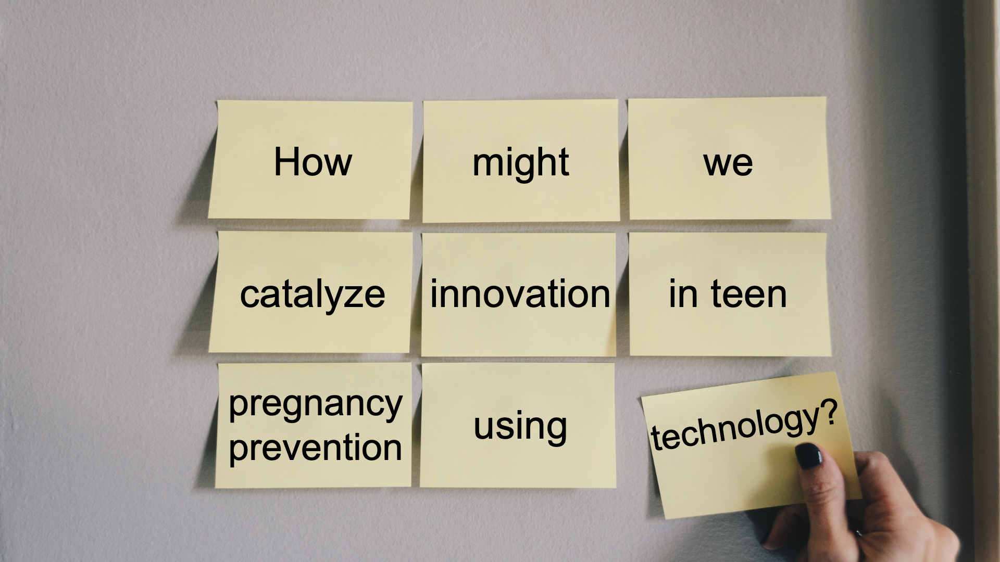 How might we
catalyze innovation in teen
pregnancy
prevention
using
technology?